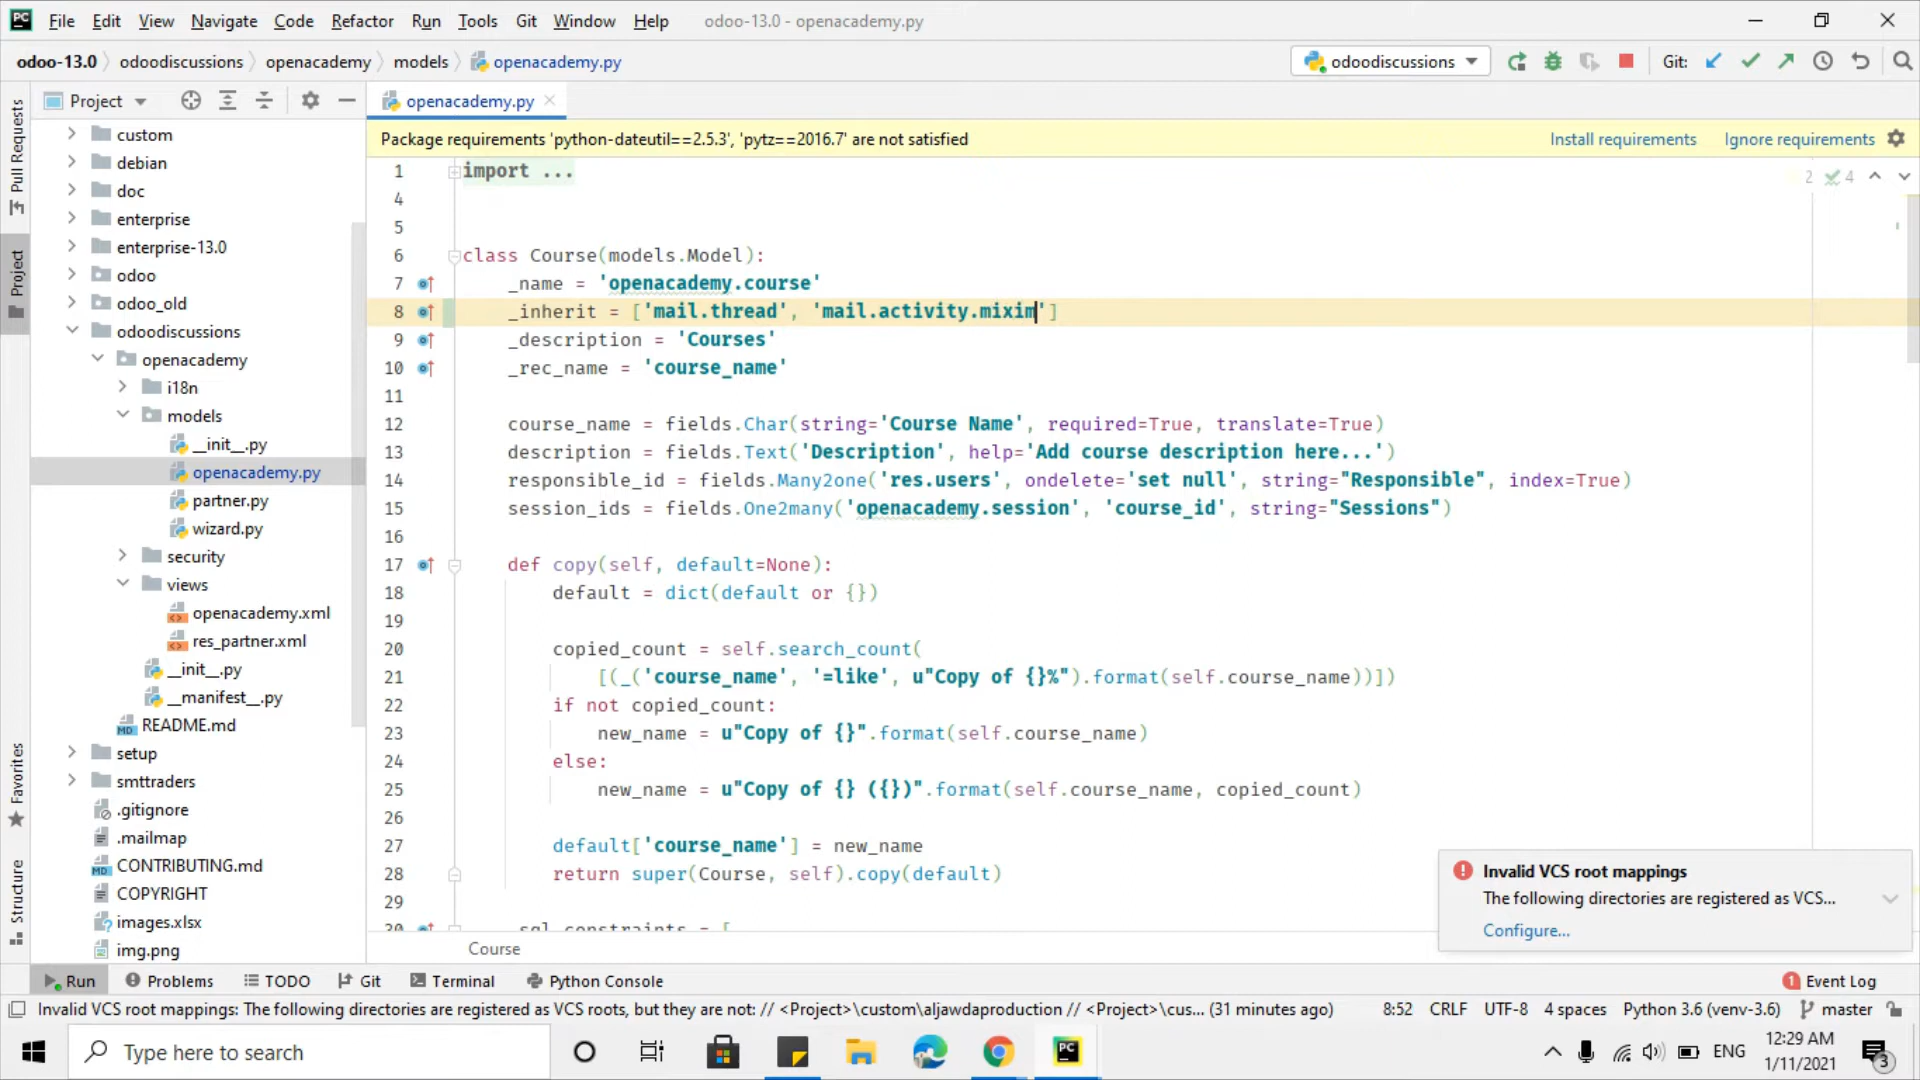 PC File Edit View Navigate Code Refactor Run Tools Git Window Help odoo-13.0 - openacademy.py
odoo-13.0 odoodiscussions openacademy models openacademy.py odoodiscussions Git:
Project openacademy.py
Package requirements 'python-dateutil==2.5.3', 'pytz==2016.7' are not satisfied Install requirements Ignore requirements
Pull Requests
Project
Favorites
Structure
custom
debian
doc
enterprise
enterprise-13.0
odoo
odoo_old
odoodiscussions
openacademy
i18n
models
__init__.py
openacademy.py
partner.py
wizard.py
security
views
openacademy.xml
res_partner.xml
__init__.py
__manifest__.py
README.md
setup
smttraders
.gitignore
.mailmap
CONTRIBUTING.md
COPYRIGHT
images.xlsx
img.png
2 4
1 import ...
4
5
6 class Course(models.Model):
7 _name = 'openacademy.course'
8 _inherit = ['mail.thread', 'mail.activity.mixim']
9 _description = 'Courses'
10 _rec_name = 'course_name'
11
12 course_name = fields.Char(string='Course Name', required=True, translate=True)
13 description = fields.Text('Description', help='Add course description here...')
14 responsible_id = fields.Many2one('res.users', ondelete='set null', string="Responsible", index=True)
15 session_ids = fields.One2many('openacademy.session', 'course_id', string="Sessions")
16
17 def copy(self, default=None):
18 default = dict(default or {})
19
20 copied_count = self.search_count(
21 [(_('course_name', '=like', u"Copy of {}%").format(self.course_name))])
22 if not copied_count:
23 new_name = u"Copy of {}".format(self.course_name)
24 else:
25 new_name = u"Copy of {} ({})".format(self.course_name, copied_count)
26
27 default['course_name'] = new_name
28 return super(Course, self).copy(default)
29
30 _sql_constraints = [
Course
Invalid VCS root mappings
The following directories are registered as VCS...
Configure...
Run Problems TODO Git Terminal Python Console 1 Event Log
Invalid VCS root mappings: The following directories are registered as VCS roots, but they are not: // <Project>\custom\aljawdaproduction // <Project>\cus... (31 minutes ago) 8:52 CRLF UTF-8 4 spaces Python 3.6 (venv-3.6) master
Type here to search PC ENG 12:29 AM
1/11/2021 3